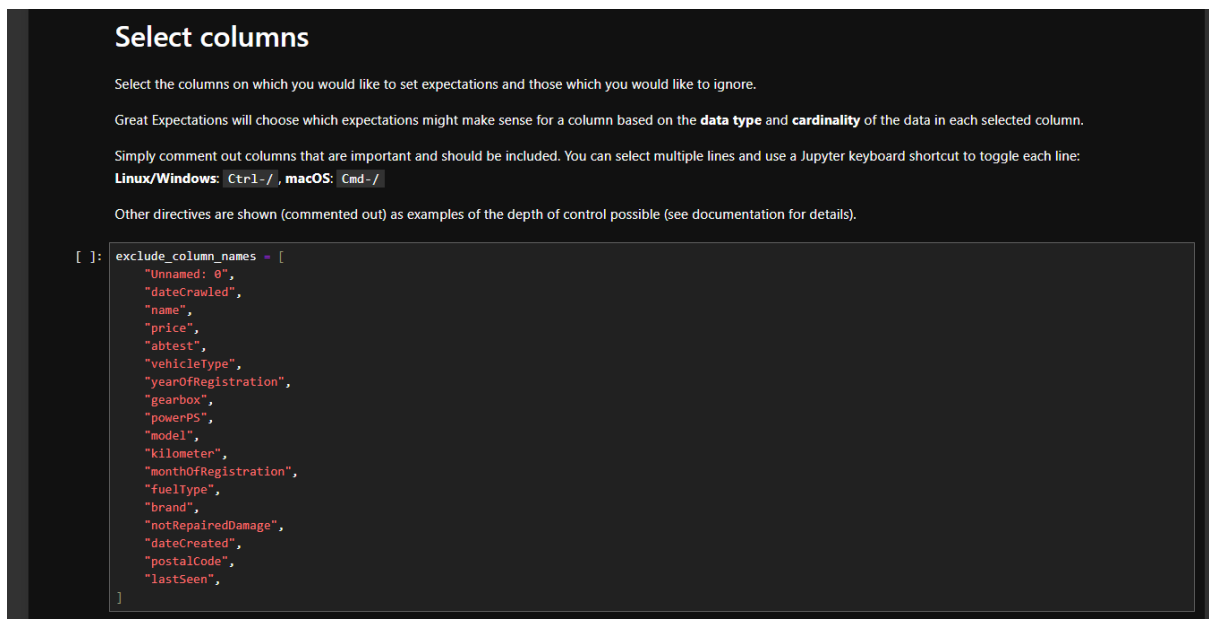 Select columns
Select the columns on which you would like to set expectations and those which you would like to ignore.
Great Expectations will choose which expectations might make sense for a column based on the data type and cardinality of the data in each selected column.
Simply comment out columns that are important and should be included. You can select multiple lines and use a Jupyter keyboard shortcut to toggle each line:
Linux/Windows: Ctrl-/, macOS: Cmd-/
Other directives are shown (commented out) as examples of the depth of control possible (see documentation for details).
[ ]: exclude_column_names = [
    "Unnamed: 0",
    "dateCrawled",
    "name",
    "price",
    "abtest",
    "vehicleType",
    "yearOfRegistration",
    "gearbox",
    "powerPS",
    "model",
    "kilometer",
    "monthOfRegistration",
    "fuelType",
    "brand",
    "notRepairedDamage",
    "dateCreated",
    "postalCode",
    "lastSeen",
]